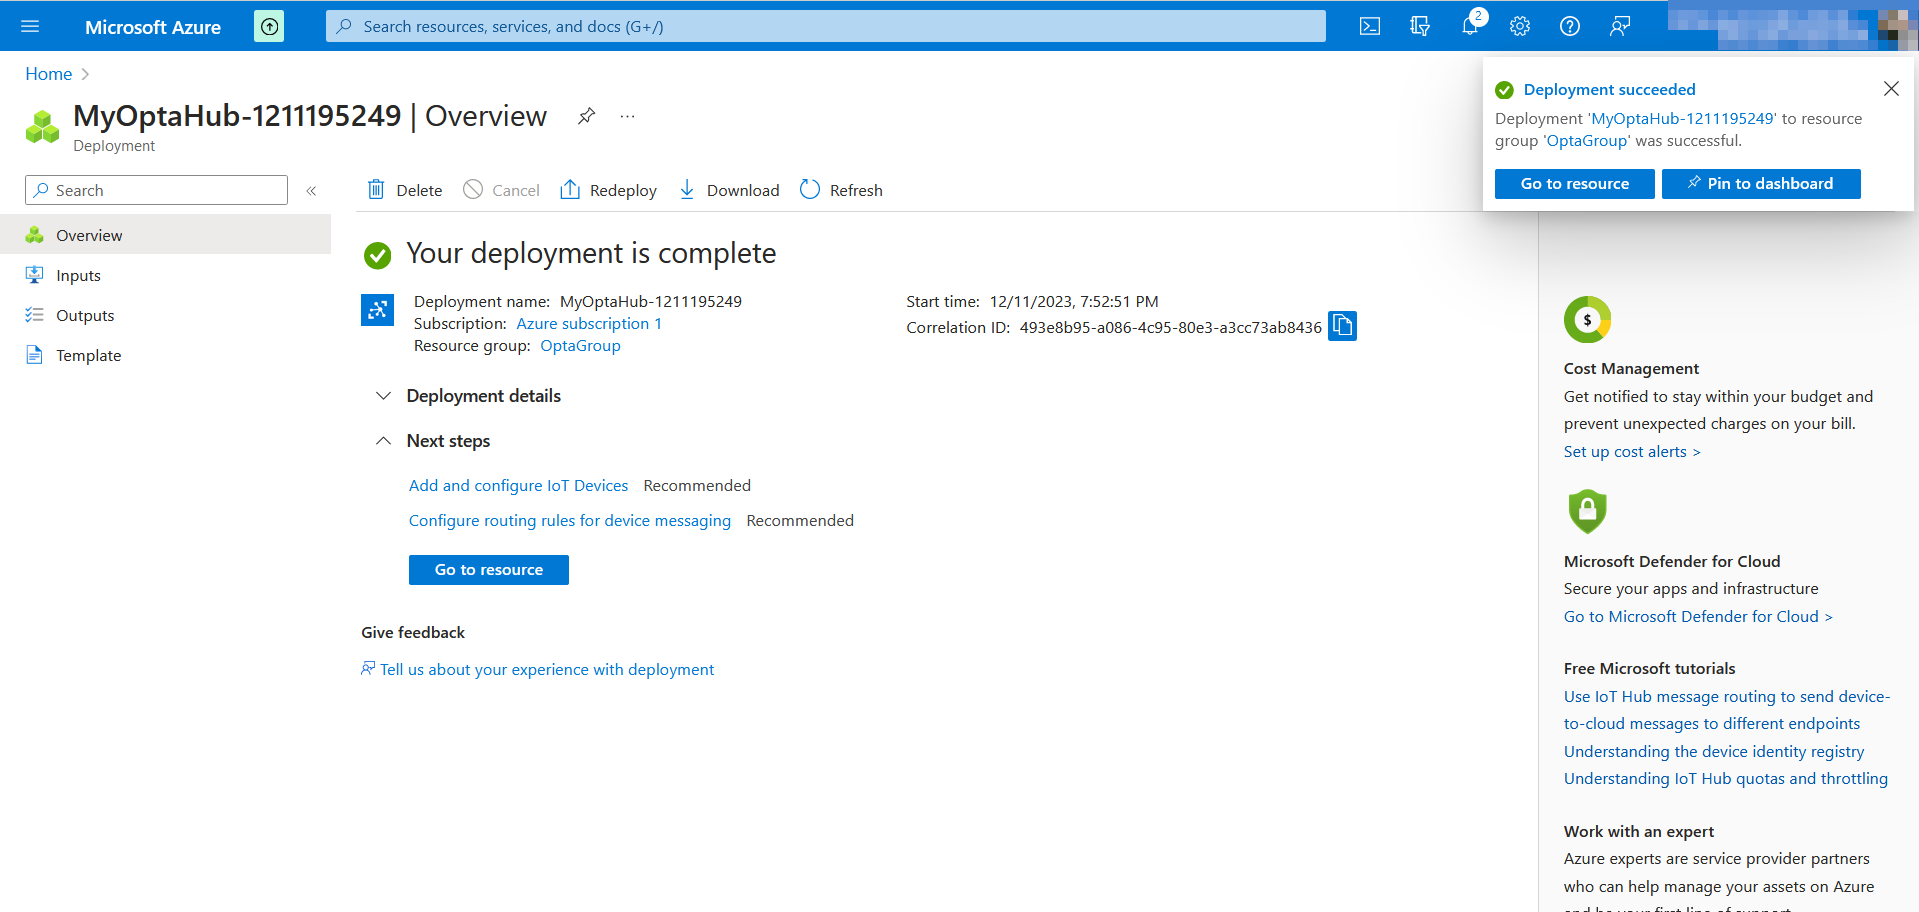 Microsoft Azure
Search resources, services, and docs (G+/)
2
Home
MyOptaHub-1211195249 | Overview
Deployment
Deployment succeeded
Deployment 'MyOptaHub-1211195249' to resource
group 'OptaGroup' was successful.
Go to resource
Pin to dashboard
Search
Delete
Cancel
Redeploy
Download
Refresh
Overview
Inputs
Outputs
Template
Your deployment is complete
Deployment name: MyOptaHub-1211195249
Subscription: Azure subscription 1
Resource group: OptaGroup
Start time: 12/11/2023, 7:52:51 PM
Correlation ID: 493e8b95-a086-4c95-80e3-a3cc73ab8436
Deployment details
Next steps
Add and configure IoT Devices Recommended
Configure routing rules for device messaging Recommended
Go to resource
Give feedback
Tell us about your experience with deployment
$
Cost Management
Get notified to stay within your budget and
prevent unexpected charges on your bill.
Set up cost alerts >
Microsoft Defender for Cloud
Secure your apps and infrastructure
Go to Microsoft Defender for Cloud >
Free Microsoft tutorials
Use IoT Hub message routing to send device-
to-cloud messages to different endpoints
Understanding the device identity registry
Understanding IoT Hub quotas and throttling
Work with an expert
Azure experts are service provider partners
who can help manage your assets on Azure
and be your first line of support.